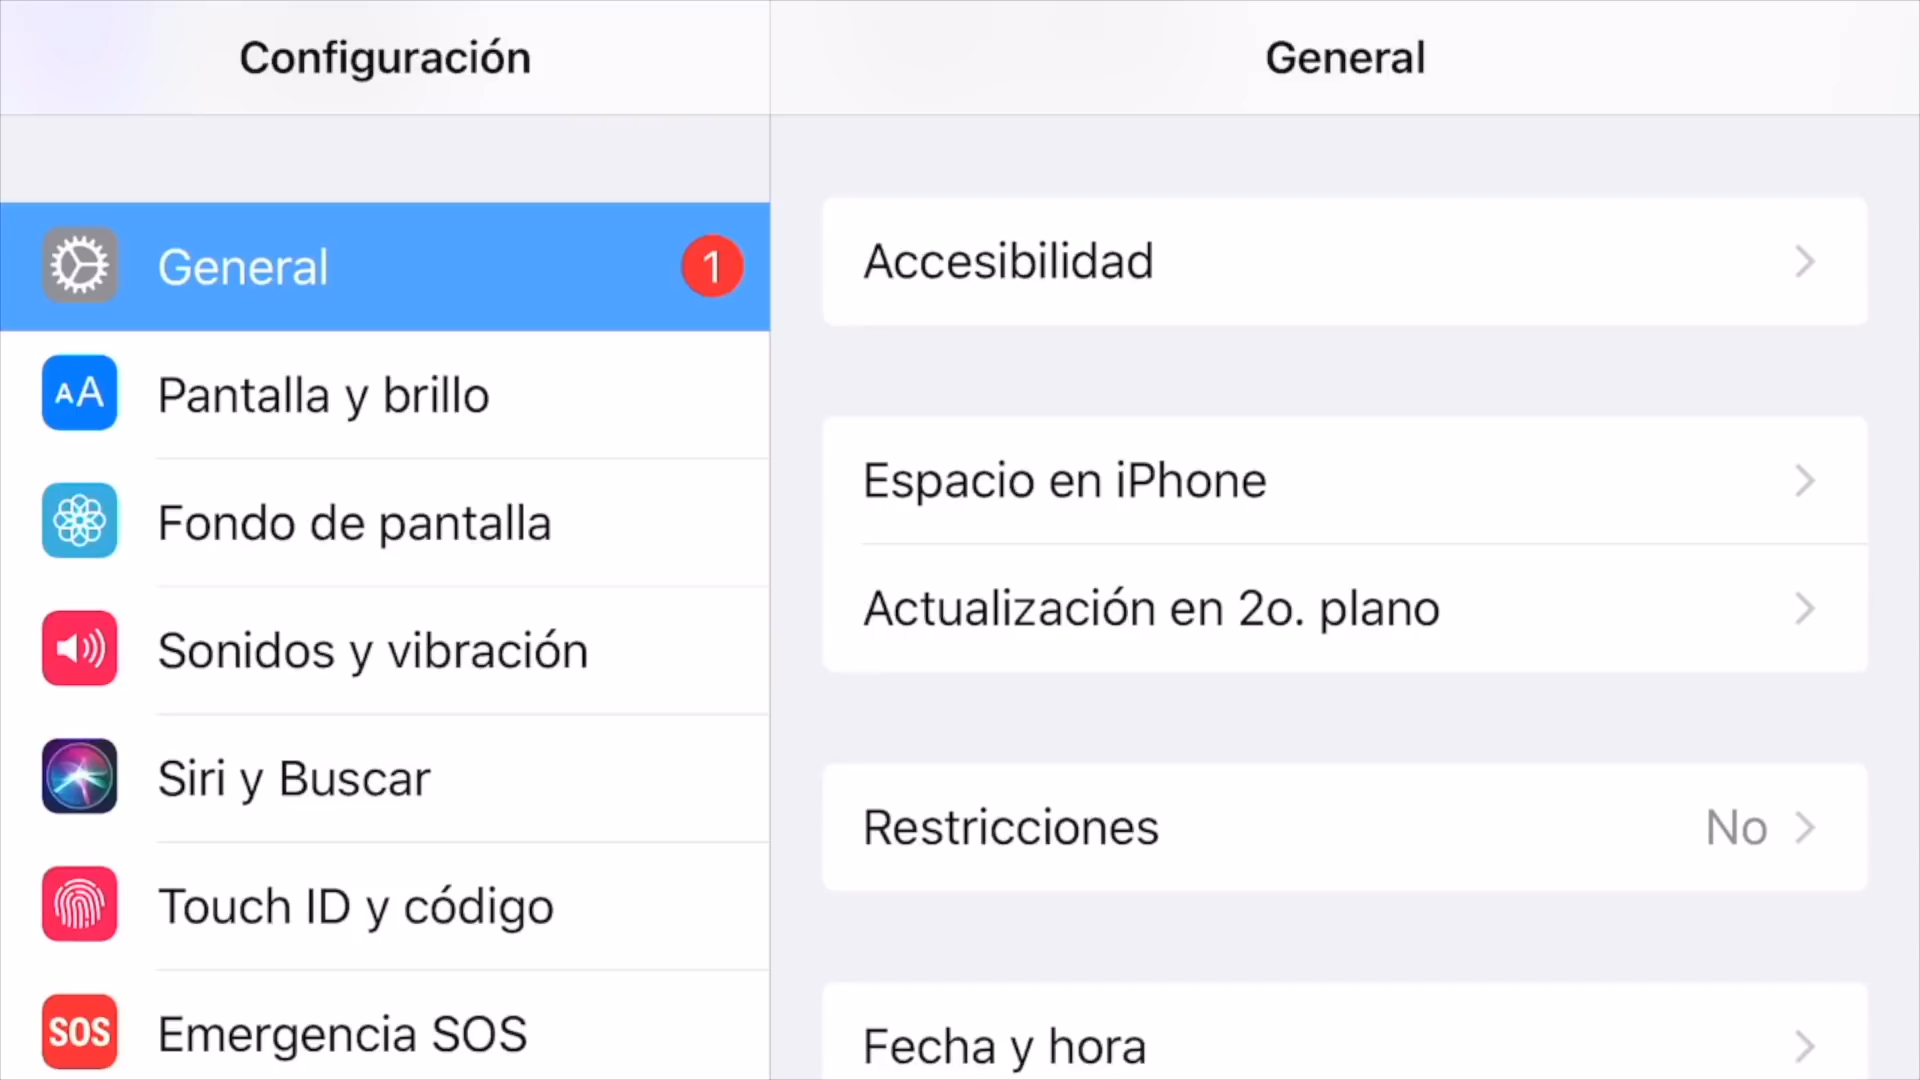 Configuración
General
1
AA
Pantalla y brillo
Fondo de pantalla
Sonidos y vibración
Siri y Buscar
Touch ID y código
SOS
Emergencia SOS
General
Accesibilidad
Espacio en iPhone
Actualización en 2o. plano
Restricciones No
Fecha y hora